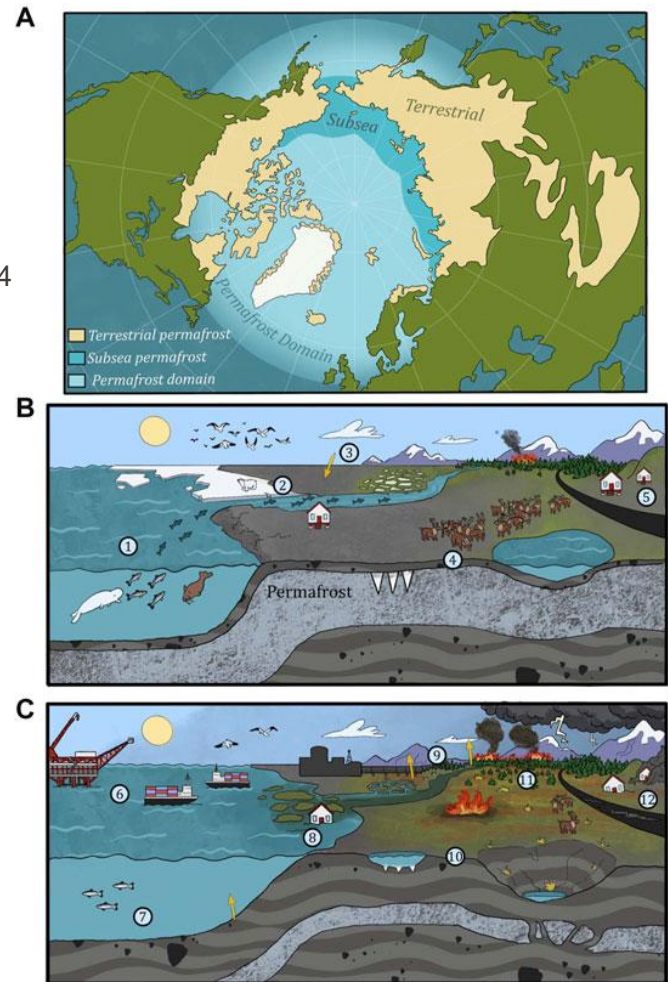 A
Terrestrial
Subsea
4
Permafrost Domain
Terrestrial permafrost
Subsea permafrost
Permafrost domain
B
3
2
5
1
4
Permafrost
C
9
6
11
12
8
10
7